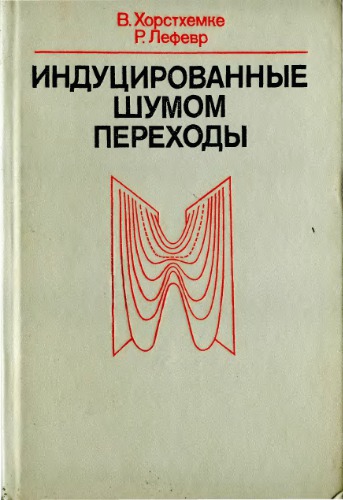 В. Хорстхемке
Р. Лефевр
ИНДУЦИРОВАННЫЕ
ШУМОМ
ПЕРЕХОДЫ